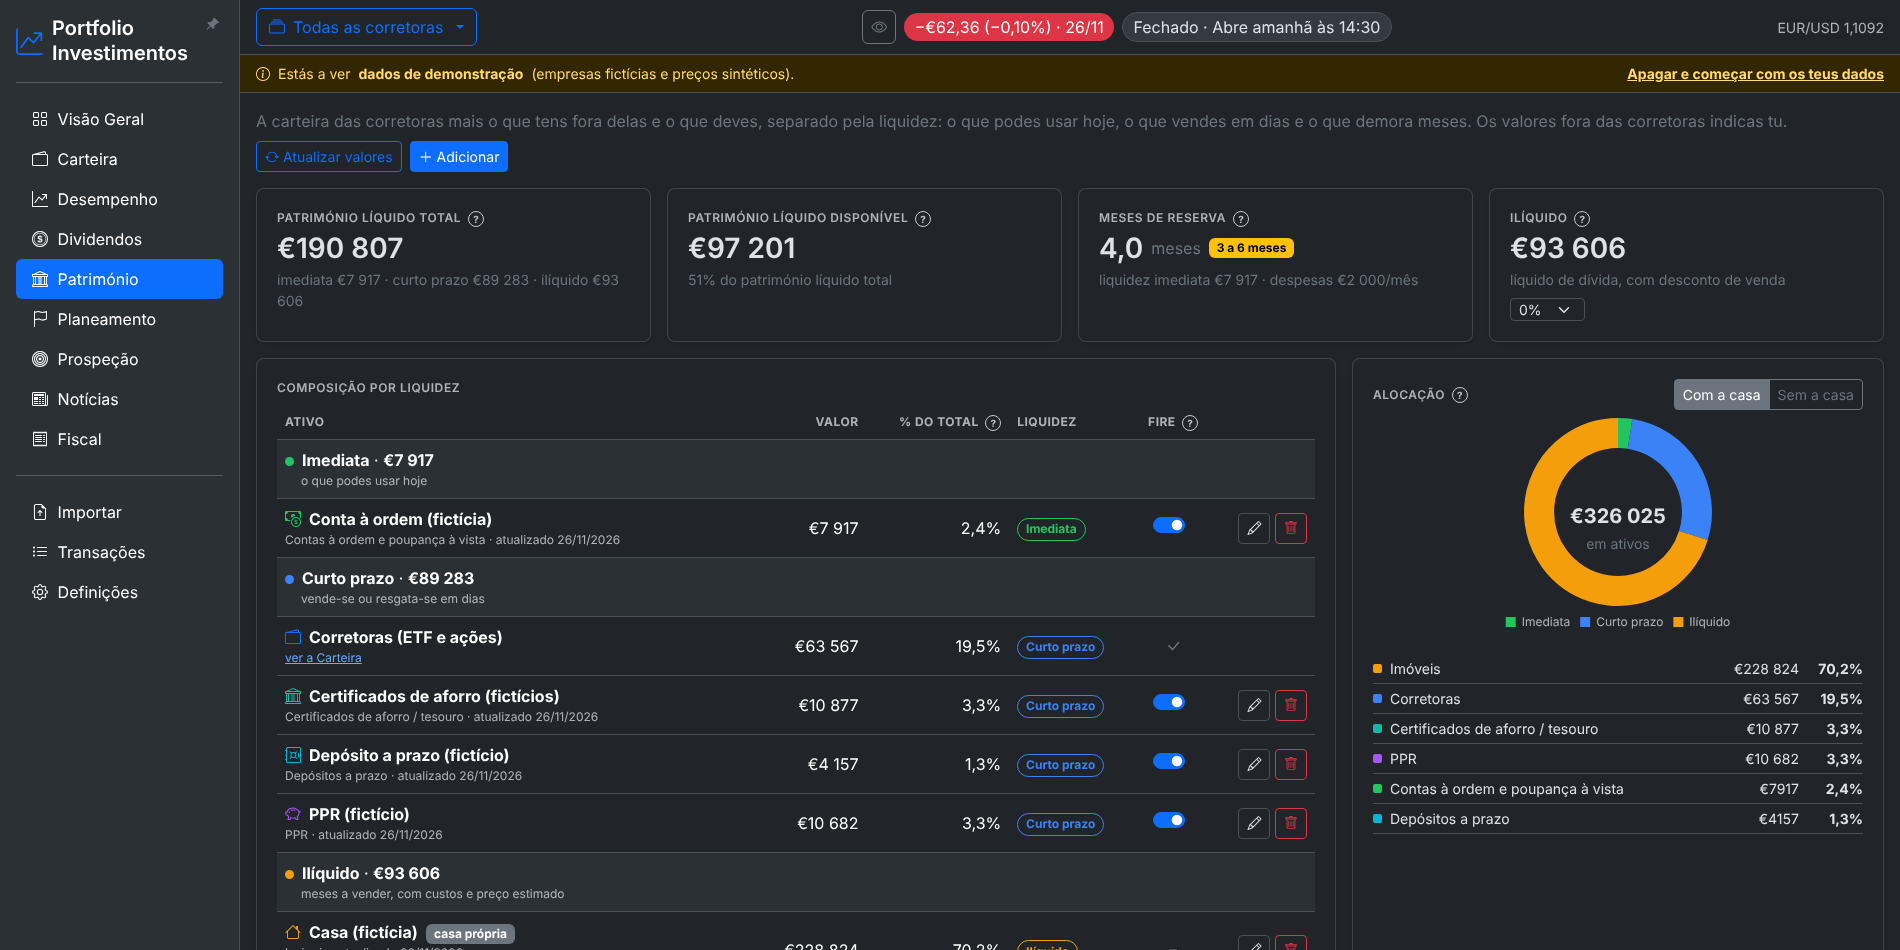 Portfolio
Investimentos
Visão Geral
Carteira
Desempenho
Dividendos
Património
Planeamento
Prospeção
Notícias
Fiscal
Importar
Transações
Definições
Todas as corretoras
−€62,36 (−0,10%) · 26/11
Fechado · Abre amanhã às 14:30
EUR/USD 1,1092
Estás a ver dados de demonstração (empresas fictícias e preços sintéticos).
Apagar e começar com os teus dados
A carteira das corretoras mais o que tens fora delas e o que deves, separado pela liquidez: o que podes usar hoje, o que vendes em dias e o que demora meses. Os valores fora das corretoras indicas tu.
Atualizar valores
+ Adicionar
PATRIMÓNIO LÍQUIDO TOTAL ?
€190 807
imediata €7 917 · curto prazo €89 283 · ilíquido €93
606
PATRIMÓNIO LÍQUIDO DISPONÍVEL ?
€97 201
51% do património líquido total
MESES DE RESERVA ?
4,0 meses 3 a 6 meses
liquidez imediata €7 917 · despesas €2 000/mês
ILÍQUIDO ?
€93 606
líquido de dívida, com desconto de venda
0%
COMPOSIÇÃO POR LIQUIDEZ
ATIVO VALOR % DO TOTAL ? LIQUIDEZ FIRE ?
Imediata · €7 917
o que podes usar hoje
Conta à ordem (fictícia) €7 917 2,4% Imediata
Contas à ordem e poupança à vista · atualizado 26/11/2026
Curto prazo · €89 283
vende-se ou resgata-se em dias
Corretoras (ETF e ações) €63 567 19,5% Curto prazo
ver a Carteira
Certificados de aforro (fictícios) €10 877 3,3% Curto prazo
Certificados de aforro / tesouro · atualizado 26/11/2026
Depósito a prazo (fictício) €4 157 1,3% Curto prazo
Depósitos a prazo · atualizado 26/11/2026
PPR (fictício) €10 682 3,3% Curto prazo
PPR · atualizado 26/11/2026
Ilíquido · €93 606
meses a vender, com custos e preço estimado
Casa (fictícia) casa própria €228 824 70,2% Ilíquido
ALOCAÇÃO ?
Com a casa Sem a casa
€326 025
em ativos
Imediata Curto prazo Ilíquido
Imóveis €228 824 70,2%
Corretoras €63 567 19,5%
Certificados de aforro / tesouro €10 877 3,3%
PPR €10 682 3,3%
Contas à ordem e poupança à vista €7917 2,4%
Depósitos a prazo €4157 1,3%